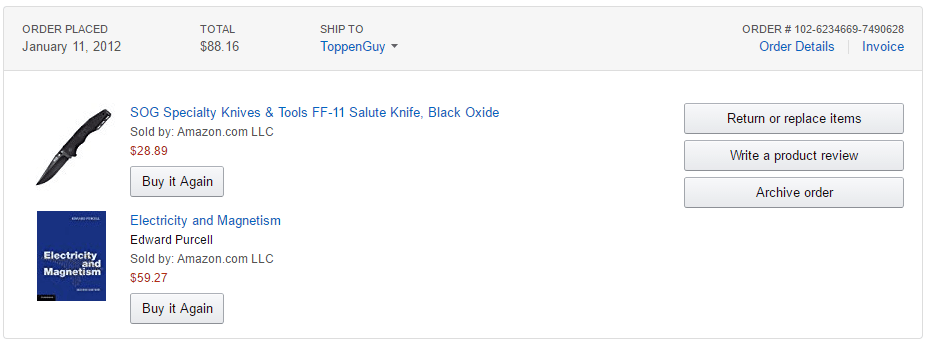 ORDER PLACED
January 11, 2012
TOTAL
$88.16
SHIP TO
ToppenGuy
ORDER # 102-6234669-7490628
Order Details
Invoice
SOG Specialty Knives & Tools FF-11 Salute Knife, Black Oxide
Sold by: Amazon.com LLC
$28.89
Buy it Again
EDWARD PURCELL
Electricity
and
Magnetism
Electricity and Magnetism
Edward Purcell
Sold by: Amazon.com LLC
$59.27
Buy it Again
Return or replace items
Write a product review
Archive order